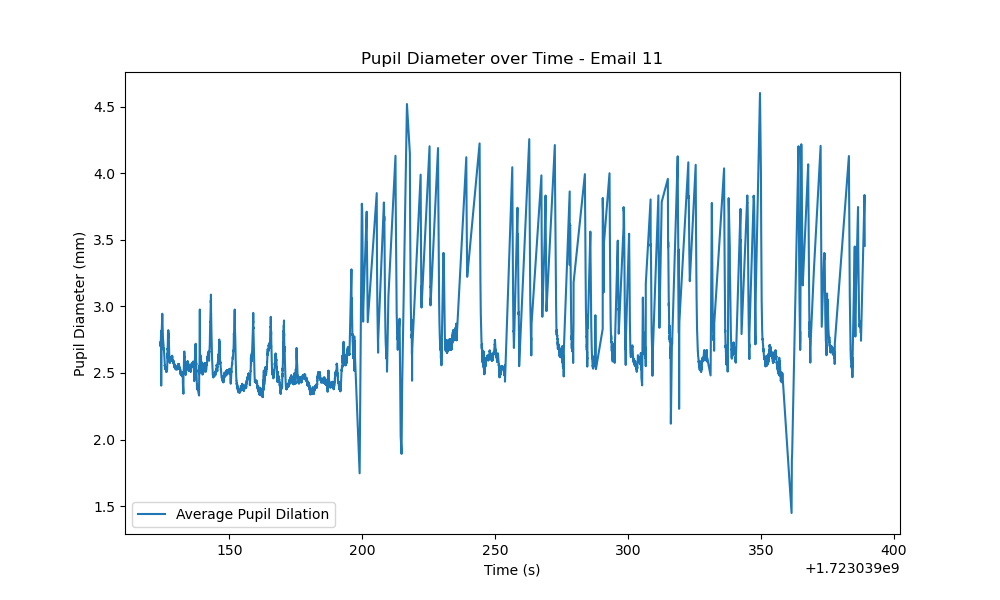 Pupil Diameter over Time - Email 11
4.5
4.0
3.5
3.0
2.5
2.0
1.5
Pupil Diameter (mm)
Average Pupil Dilation
150 200 250 300 350 400
Time (s)
+1.723039e9